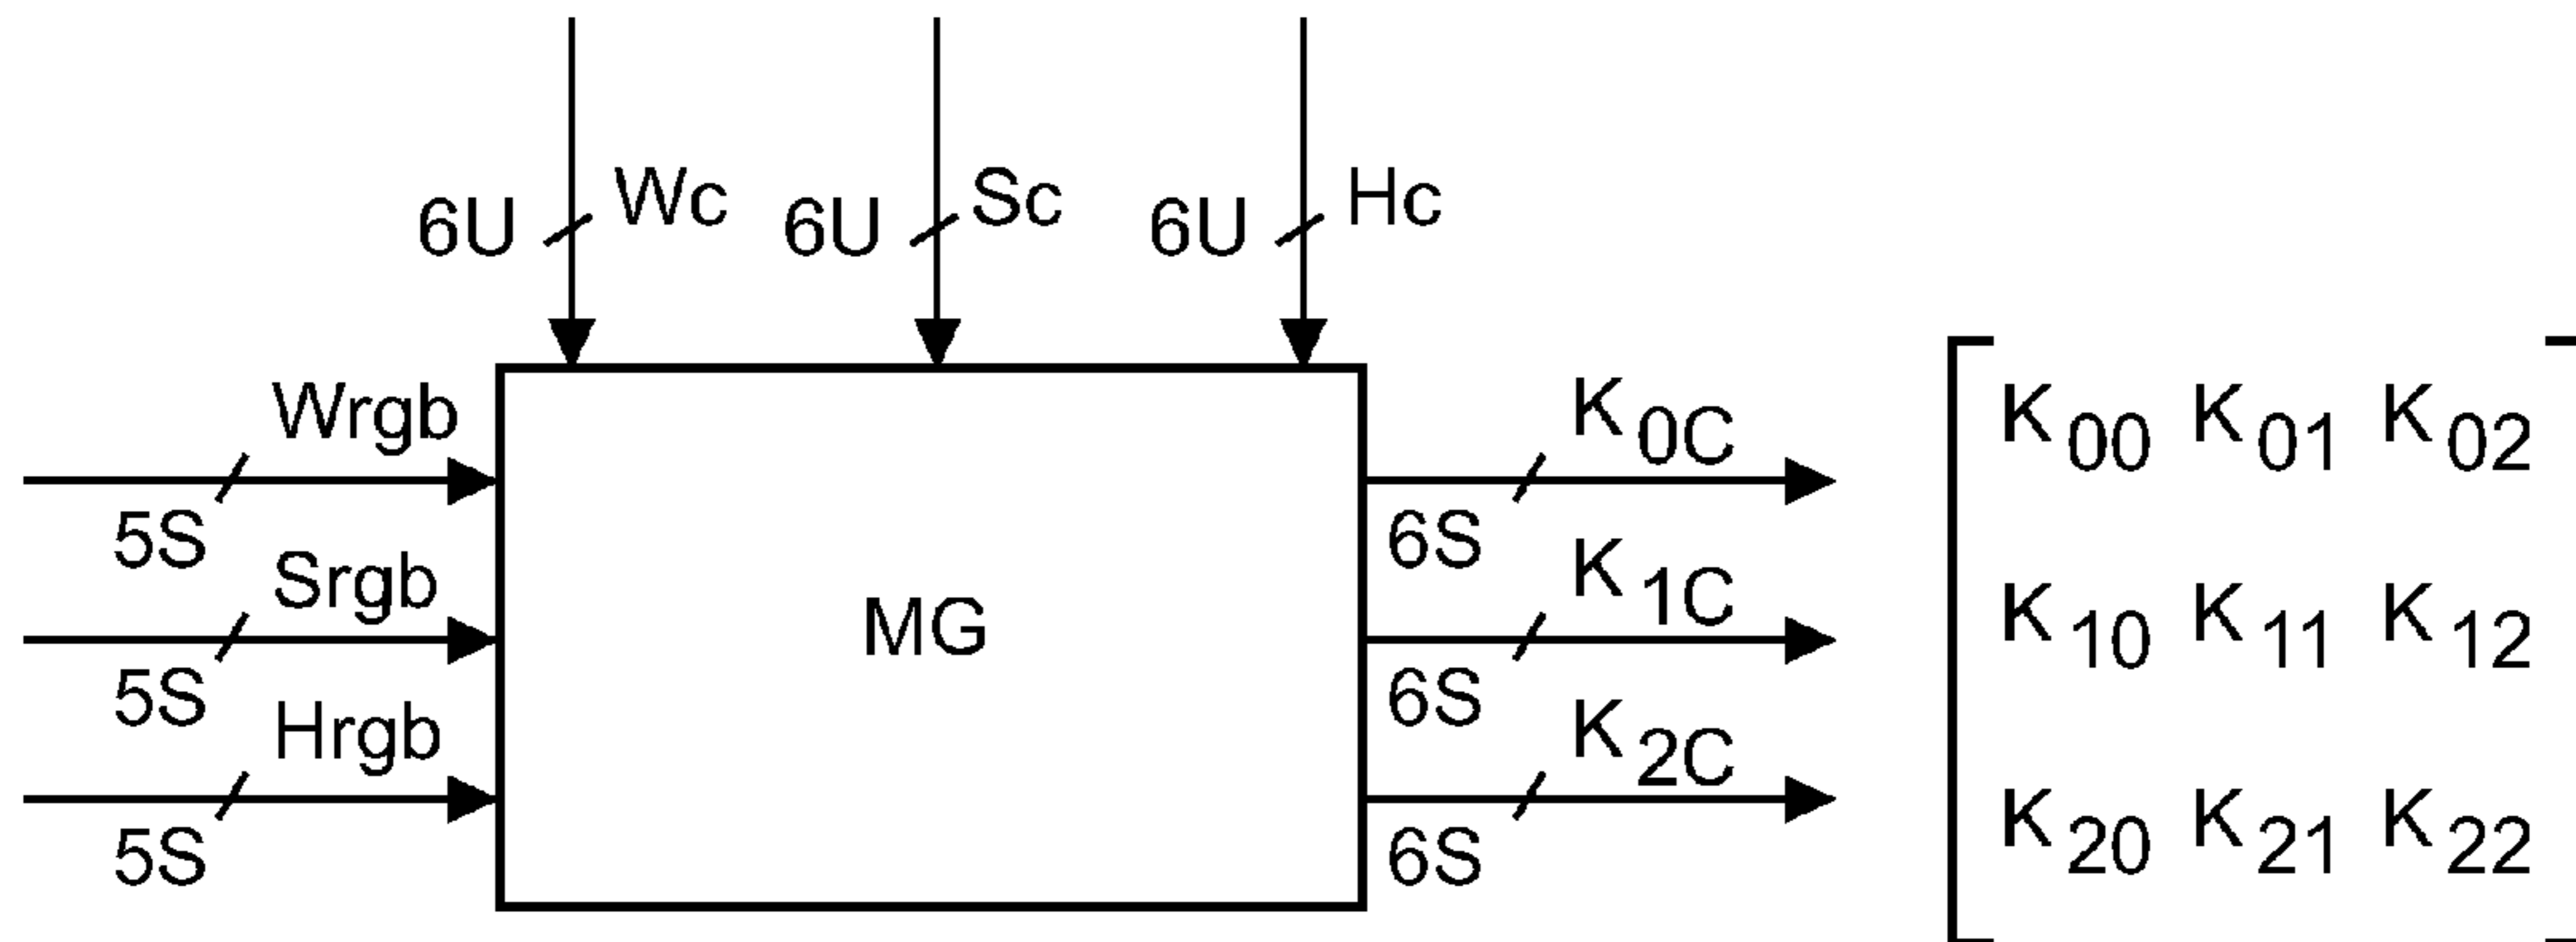 6U Wc 6U Sc 6U Hc
Wrgb
5S
Srgb
5S
Hrgb
5S
MG
K0C
6S
K1C
6S
K2C
6S
K00 K01 K02
K10 K11 K12
K20 K21 K22